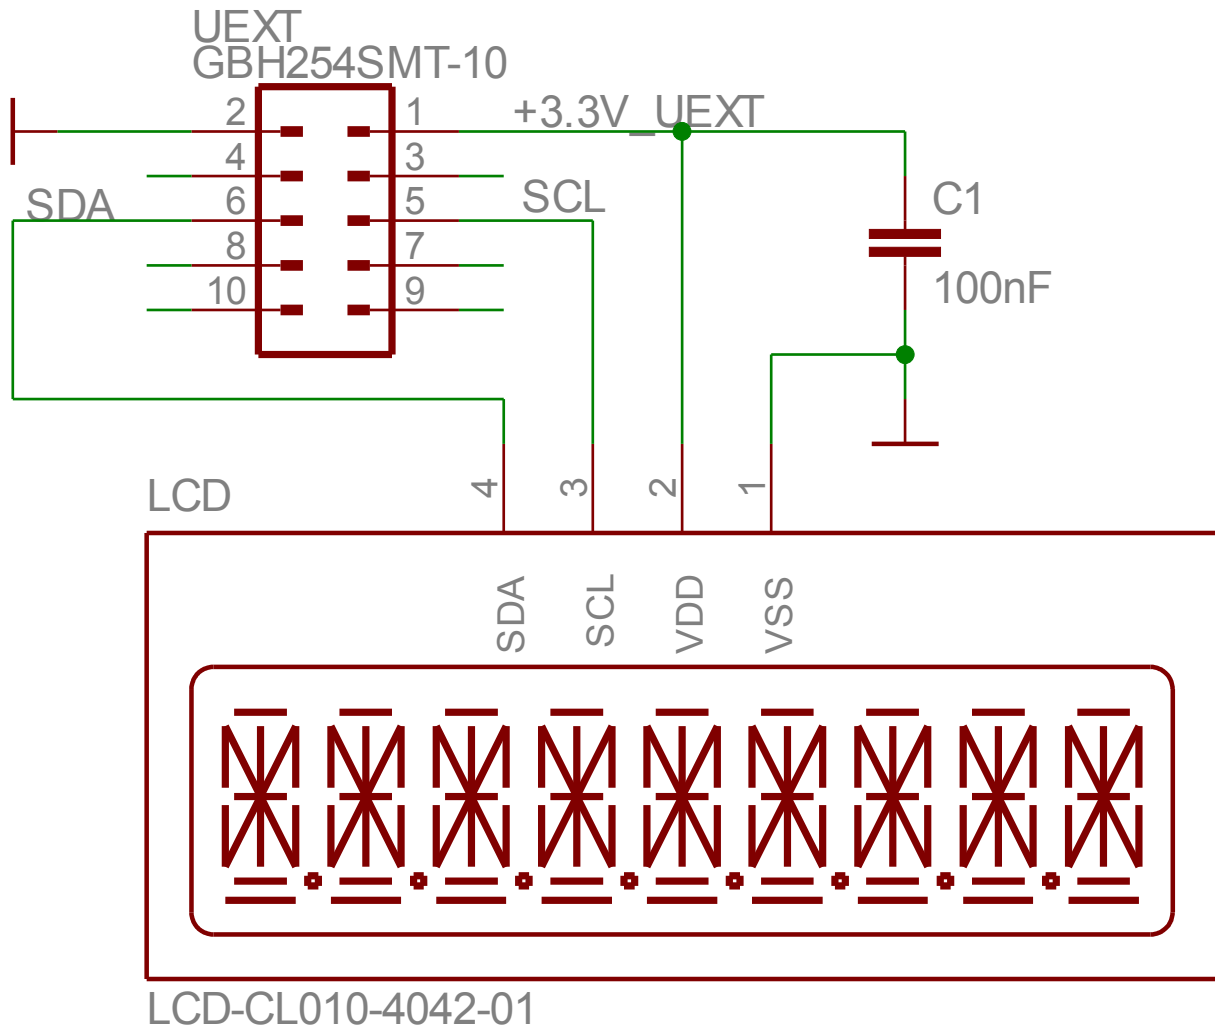 UEXT
GBH254SMT-10
2 1 +3.3V_UEXT
4 3
SDA 6 5 SCL C1
8 7
10 9 100nF
LCD 4 3 2 1
SDA SCL VDD VSS
LCD-CL010-4042-01